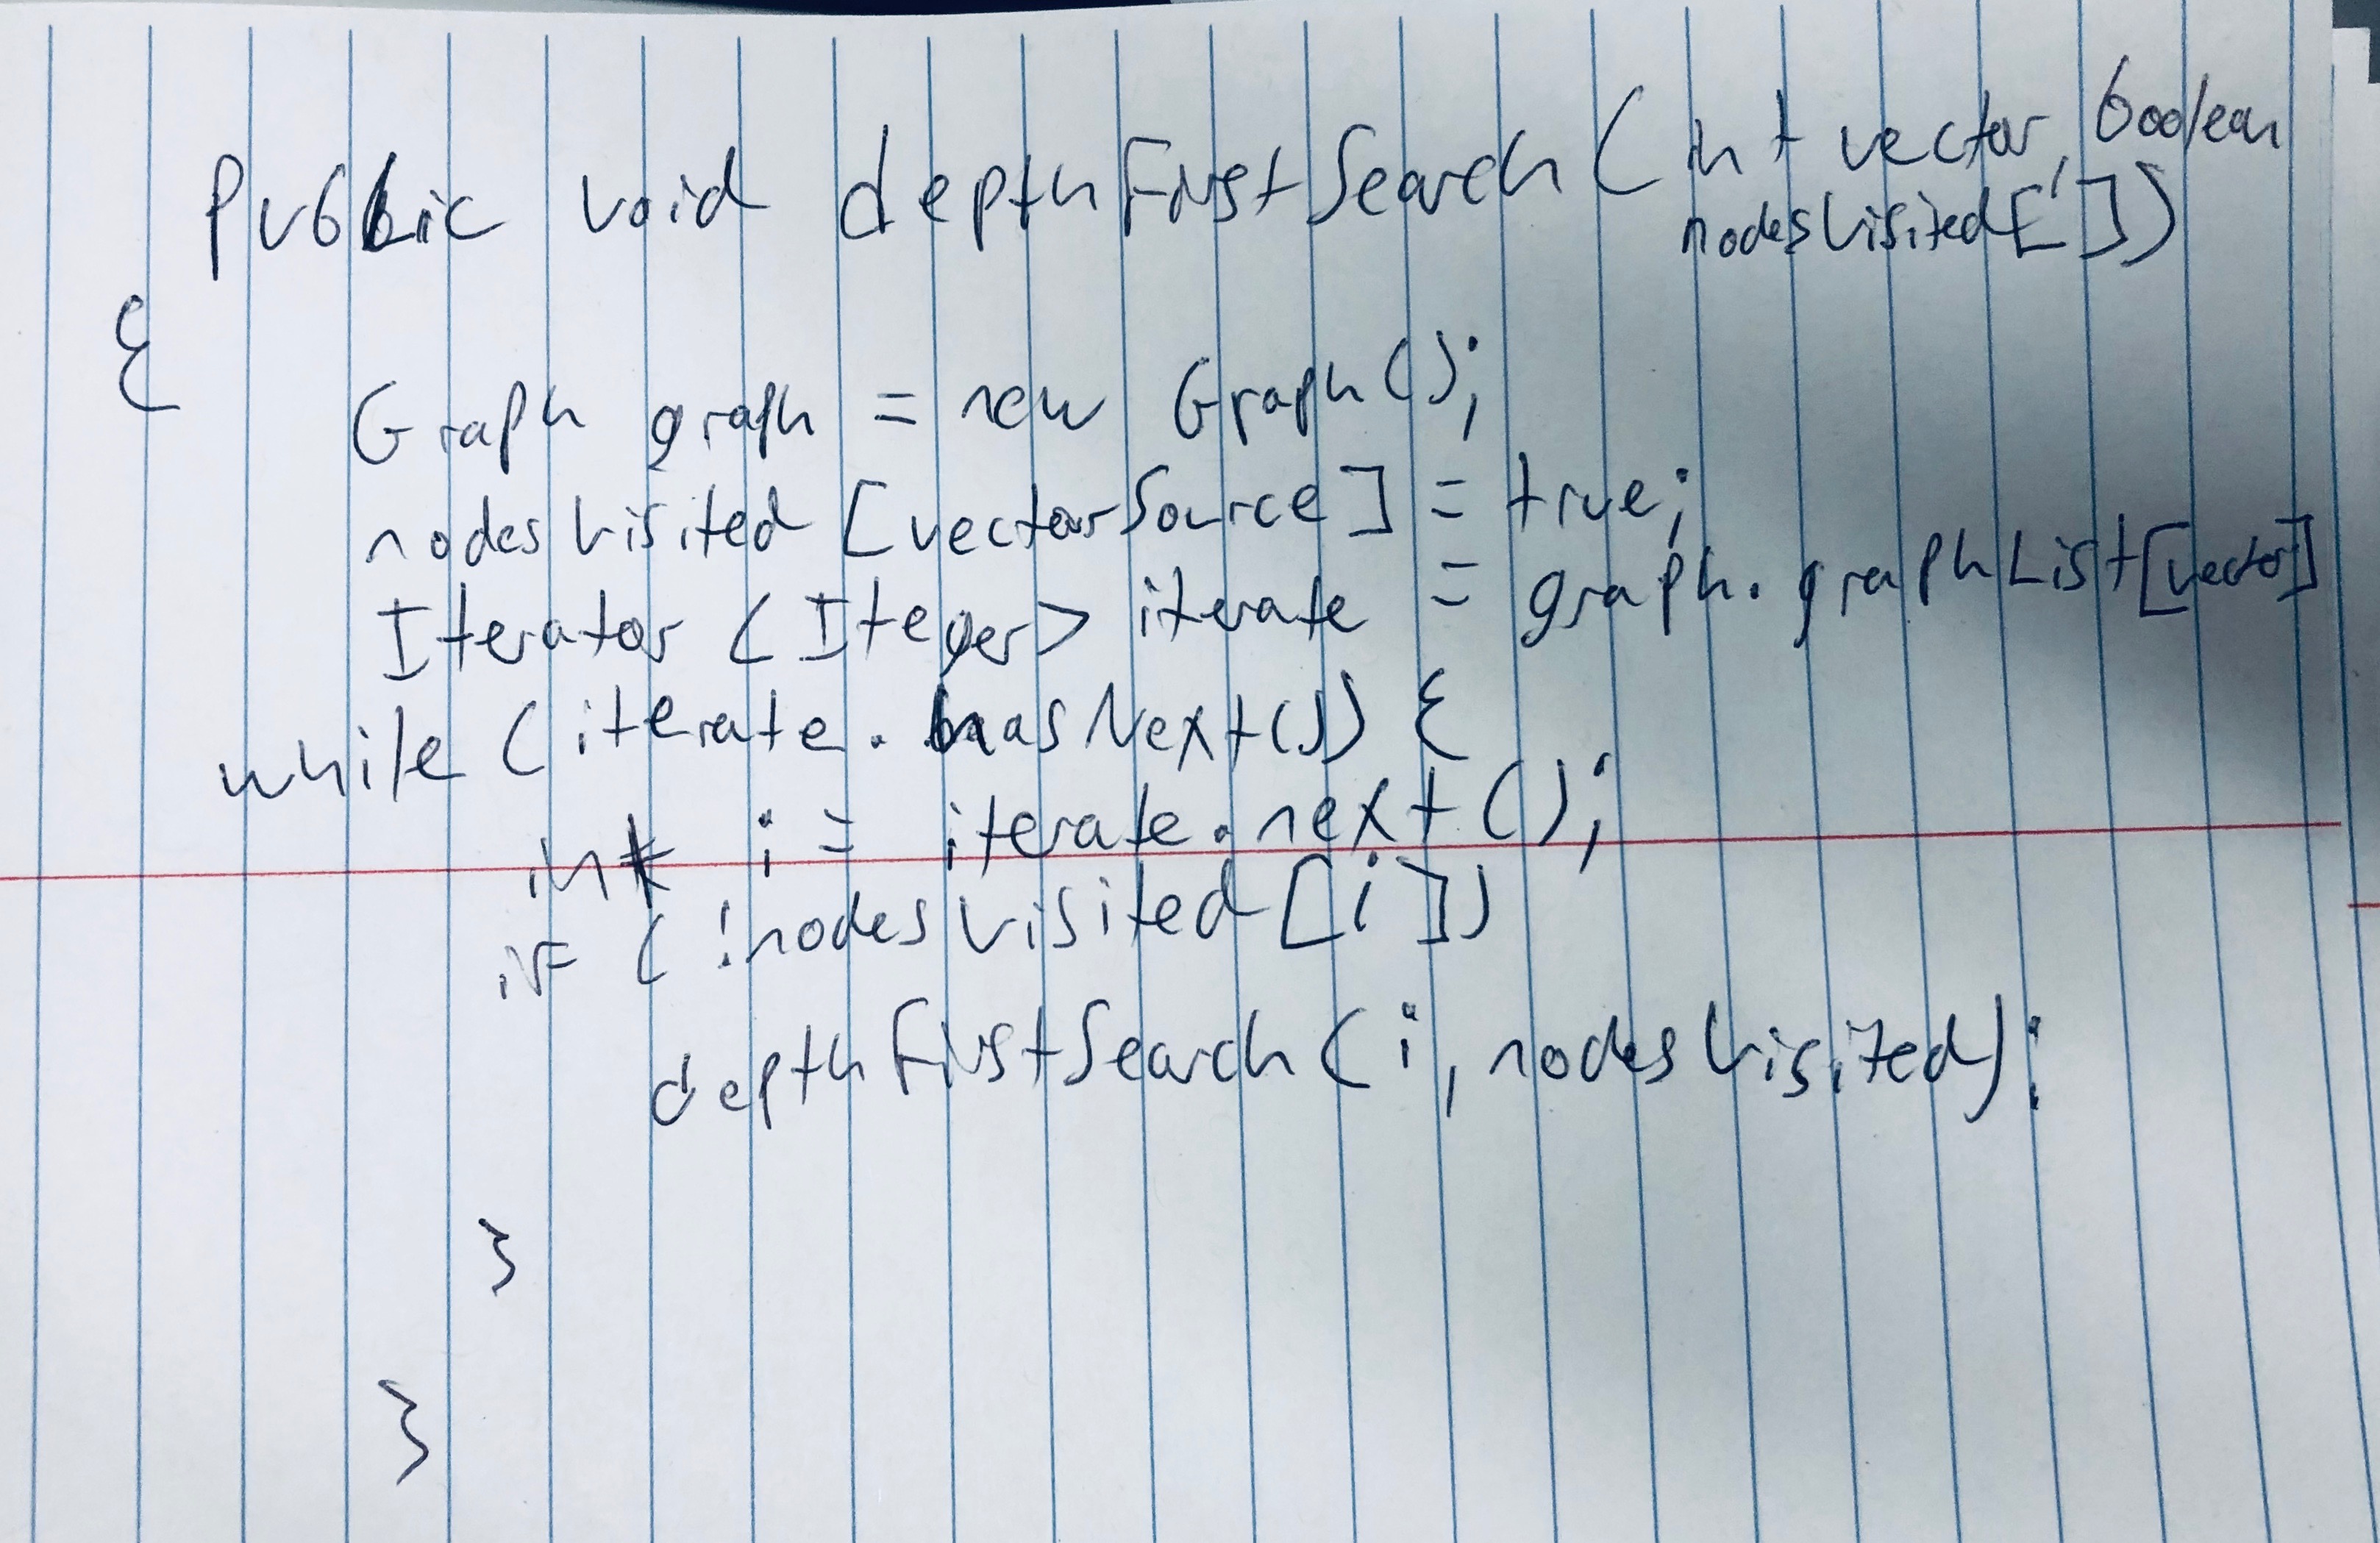 public void depthFirstSearch(int vector, boolean
nodesVisited[])
{
Graph graph = new Graph();
nodesVisited[vectorSource] = true;
Iterator <Iteger> iterate = graph.graphList[vector]
while (iterate.hasNext()) {
int i = iterate.next();
if (!nodesVisited[i])
depthFirstSearch(i, nodesVisited);
}
}